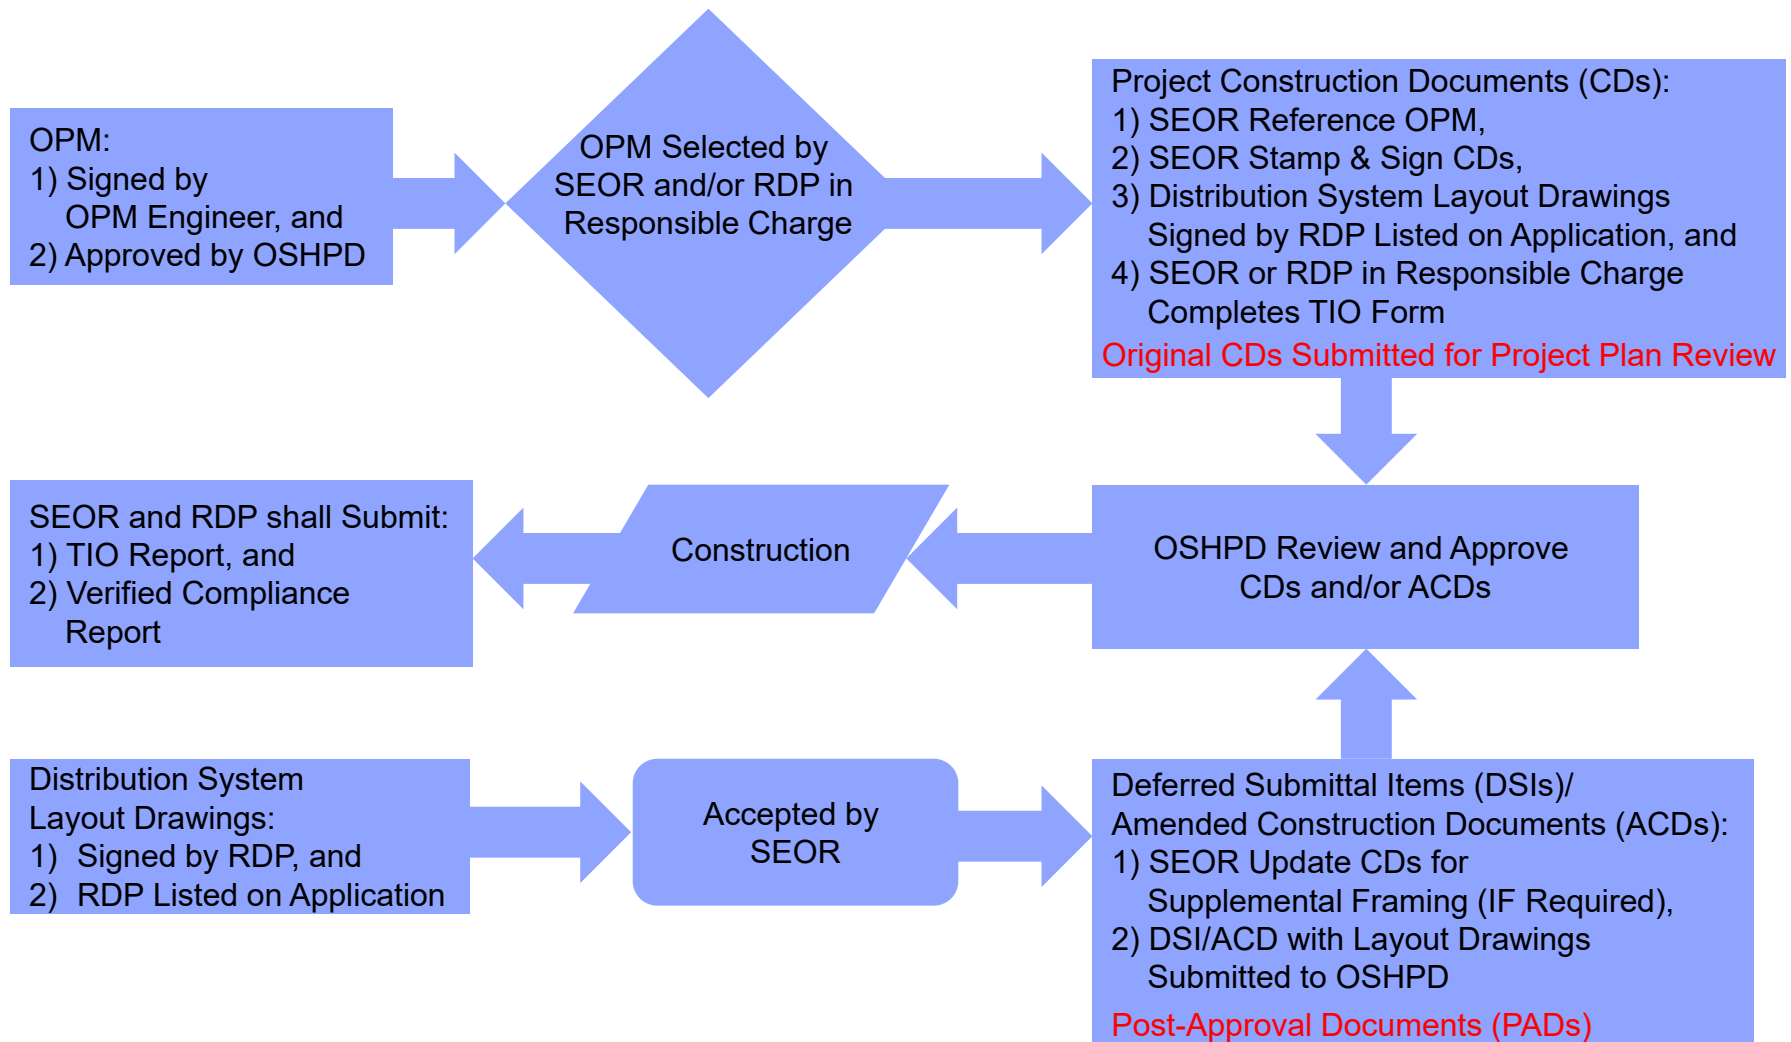 OPM:
1) Signed by
OPM Engineer, and
2) Approved by OSHPD
OPM Selected by
SEOR and/or RDP in
Responsible Charge
Project Construction Documents (CDs):
1) SEOR Reference OPM,
2) SEOR Stamp & Sign CDs,
3) Distribution System Layout Drawings
Signed by RDP Listed on Application, and
4) SEOR or RDP in Responsible Charge
Completes TIO Form
Original CDs Submitted for Project Plan Review
SEOR and RDP shall Submit:
1) TIO Report, and
2) Verified Compliance
Report
Construction
OSHPD Review and Approve
CDs and/or ACDs
Distribution System
Layout Drawings:
1) Signed by RDP, and
2) RDP Listed on Application
Accepted by
SEOR
Deferred Submittal Items (DSIs)/
Amended Construction Documents (ACDs):
1) SEOR Update CDs for
Supplemental Framing (IF Required),
2) DSI/ACD with Layout Drawings
Submitted to OSHPD
Post-Approval Documents (PADs)